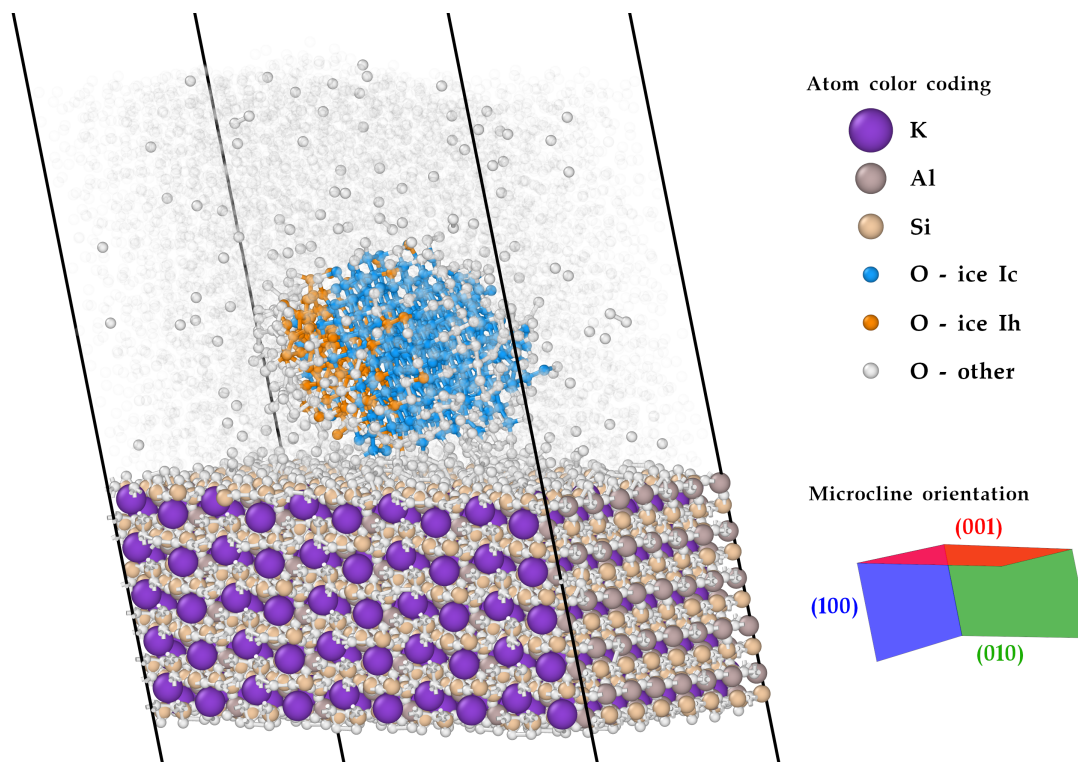 Atom color coding
K
Al
Si
O - ice Ic
O - ice Ih
O - other
Microcline orientation
(001)
(100)
(010)